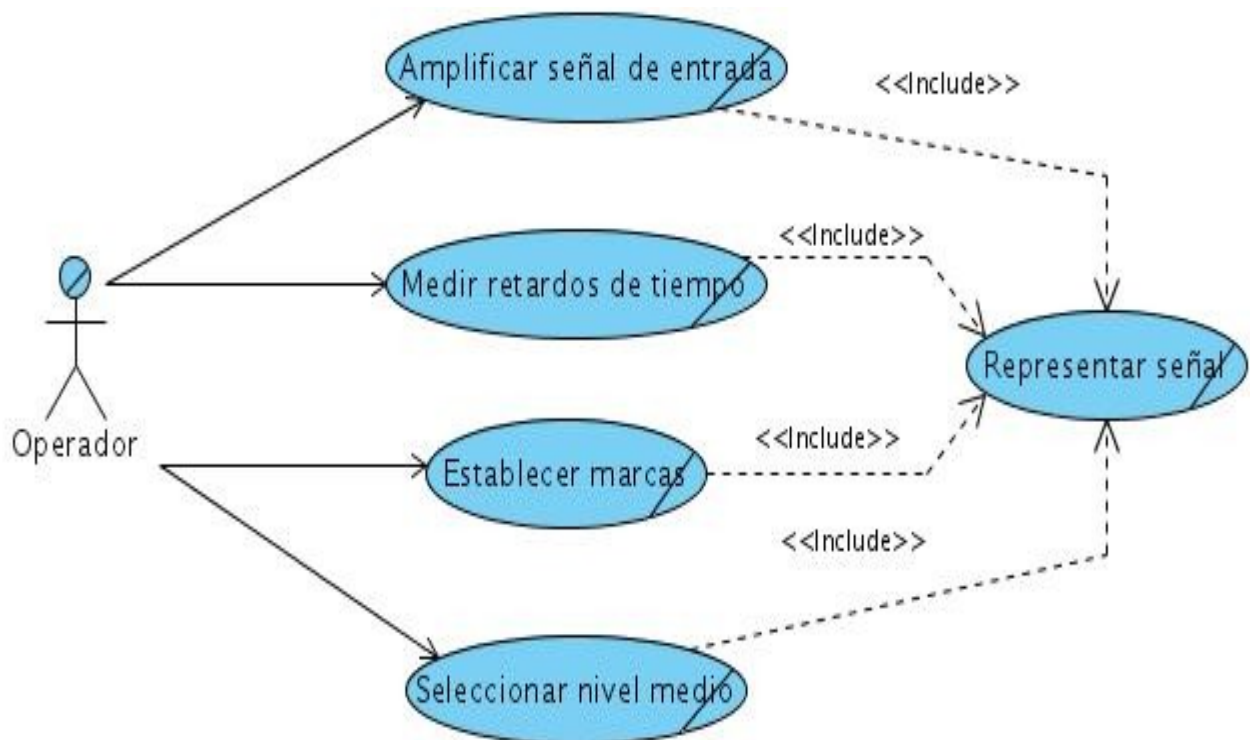 Amplificar señal de entrada
<<Include>>
<<Include>>
Medir retardos de tiempo
Representar señal
Operador
<<Include>>
Establecer marcas
<<Include>>
Seleccionar nivel medio